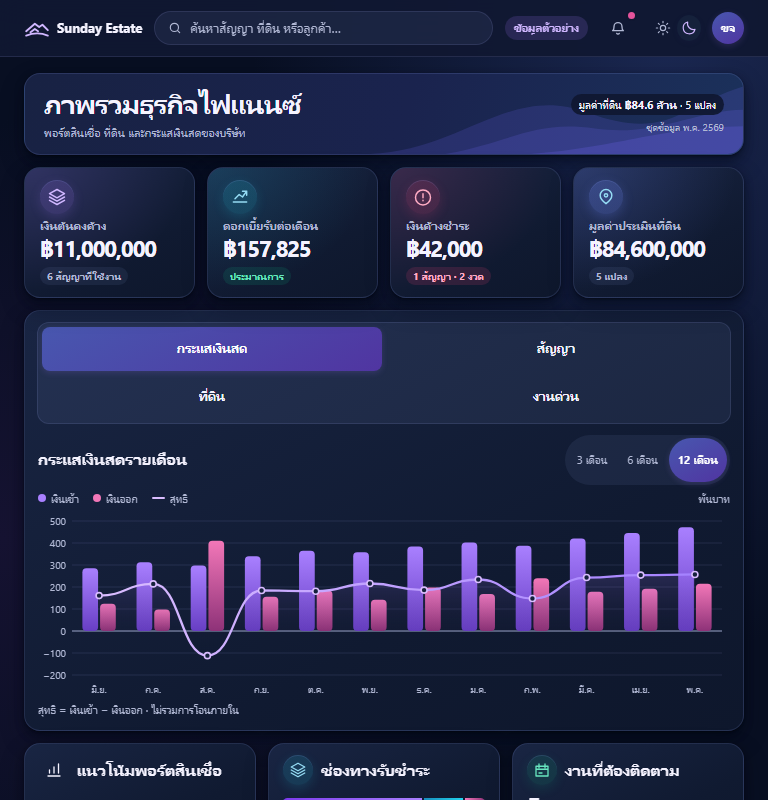 Sunday Estate
ค้นหาสัญญา ที่ดิน หรือลูกค้า...
ข้อมูลตัวอย่าง
ขจ
ภาพรวมธุรกิจไฟแนนซ์
พอร์ตสินเชื่อ ที่ดิน และกระแสเงินสดของบริษัท
มูลค่าที่ดิน ฿84.6 ล้าน · 5 แปลง
ชุดข้อมูล พ.ค. 2569
เงินต้นคงค้าง
฿11,000,000
6 สัญญาที่ใช้งาน
ดอกเบี้ยรับต่อเดือน
฿157,825
ประมาณการ
เงินค้างชำระ
฿42,000
1 สัญญา · 2 งวด
มูลค่าประเมินที่ดิน
฿84,600,000
5 แปลง
กระแสเงินสด
สัญญา
ที่ดิน
งานด่วน
กระแสเงินสดรายเดือน
3 เดือน
6 เดือน
12 เดือน
เงินเข้า
เงินออก
สุทธิ
พันบาท
500
400
300
200
100
0
−100
−200
มิ.ย.
ก.ค.
ส.ค.
ก.ย.
ต.ค.
พ.ย.
ธ.ค.
ม.ค.
ก.พ.
มี.ค.
เม.ย.
พ.ค.
สุทธิ = เงินเข้า − เงินออก · ไม่รวมการโอนภายใน
แนวโน้มพอร์ตสินเชื่อ
ช่องทางรับชำระ
งานที่ต้องติดตาม